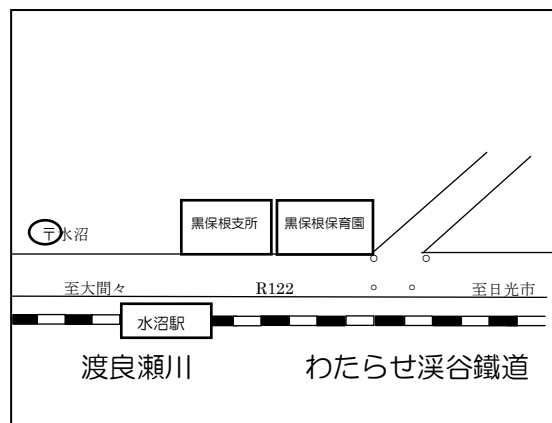 黒保根支所 黒保根保育園
〒水沼
至大間々 R122 至日光市
水沼駅
渡良瀬川 わたらせ渓谷鐵道